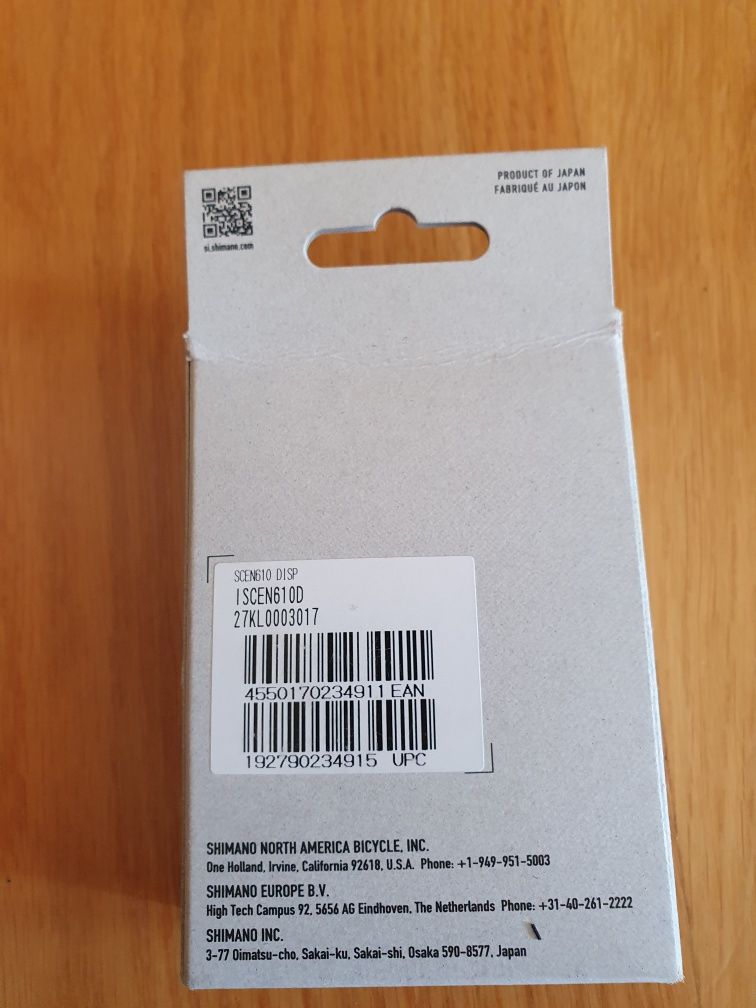 PRODUCT OF JAPAN
FABRIQUÉ AU JAPON
si.shimano.com
SCEN610 DISP
ISCEN610D
27KL0003017
4550170234911 EAN
192790234915 UPC
SHIMANO NORTH AMERICA BICYCLE, INC.
One Holland, Irvine, California 92618, U.S.A. Phone: +1-949-951-5003
SHIMANO EUROPE B.V.
High Tech Campus 92, 5656 AG Eindhoven, The Netherlands Phone: +31-40-261-2222
SHIMANO INC.
3-77 Oimatsu-cho, Sakai-ku, Sakai-shi, Osaka 590-8577, Japan